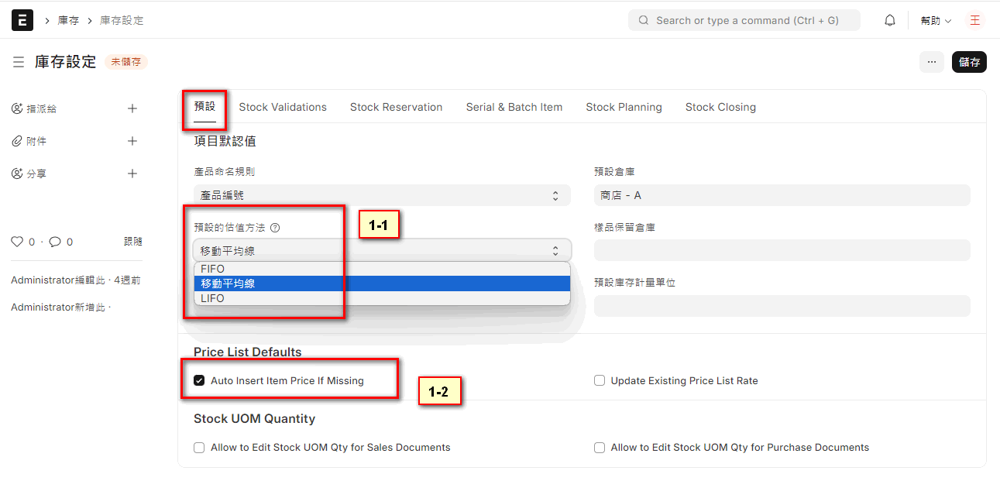 E > 庫存 > 庫存設定
Search or type a command (Ctrl + G)
幫助
王
庫存設定 未儲存
... 儲存
指派給 +
附件 +
分享 +
0 · 0 跟隨
Administrator編輯此 · 4週前
Administrator新增此 ·
預設 Stock Validations Stock Reservation Serial & Batch Item Stock Planning Stock Closing
項目默認值
產品命名規則
產品編號
預設倉庫
商店 - A
預設的估值方法
1-1
移動平均線
FIFO
移動平均線
LIFO
樣品保留倉庫
預設庫存計量單位
Price List Defaults
Auto Insert Item Price If Missing
1-2
Update Existing Price List Rate
Stock UOM Quantity
Allow to Edit Stock UOM Qty for Sales Documents
Allow to Edit Stock UOM Qty for Purchase Documents